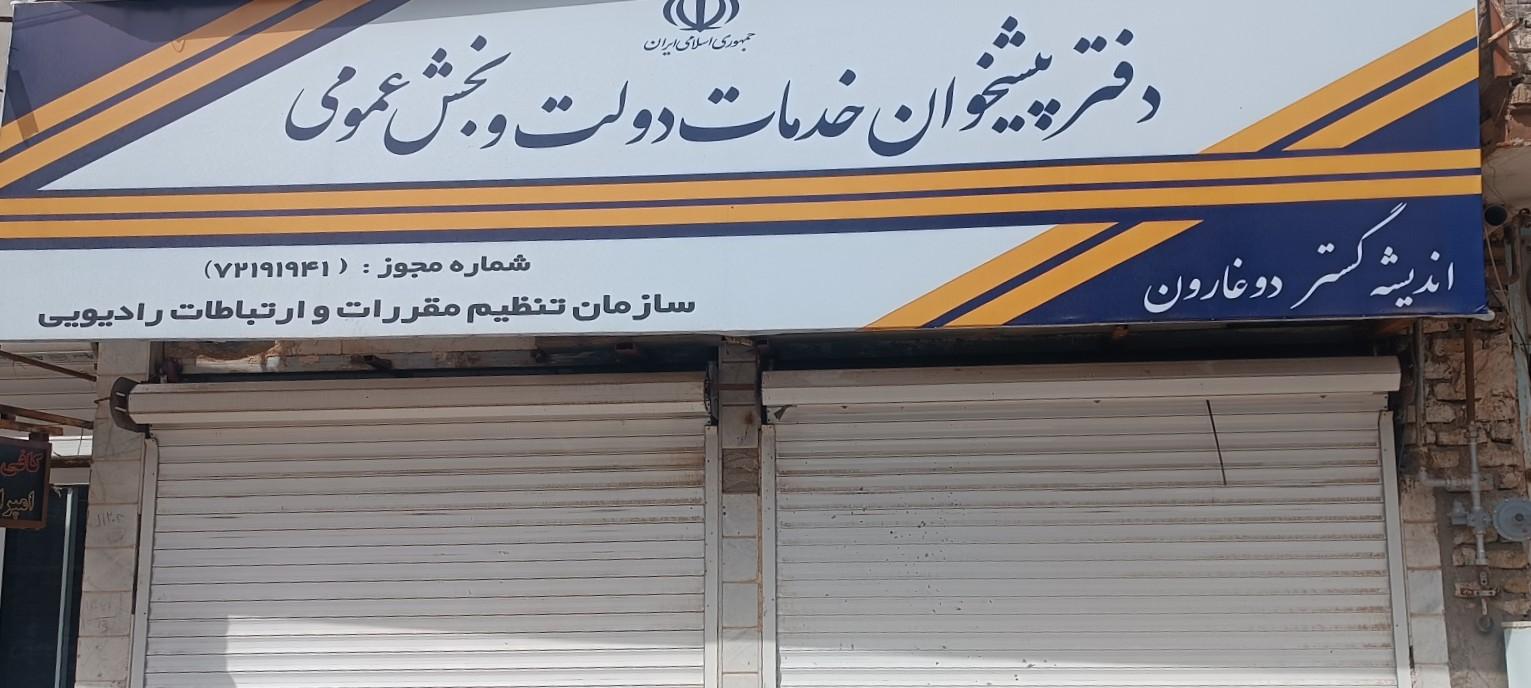 جمهوری اسلامی ایران
دفتر پیشخوان خدمات دولت و بخش عمومی
اندیشه گستر دوغارون
شماره مجوز : (۷۲۱۹۱۹۴۱)
سازمان تنظیم مقررات و ارتباطات رادیویی
کافی